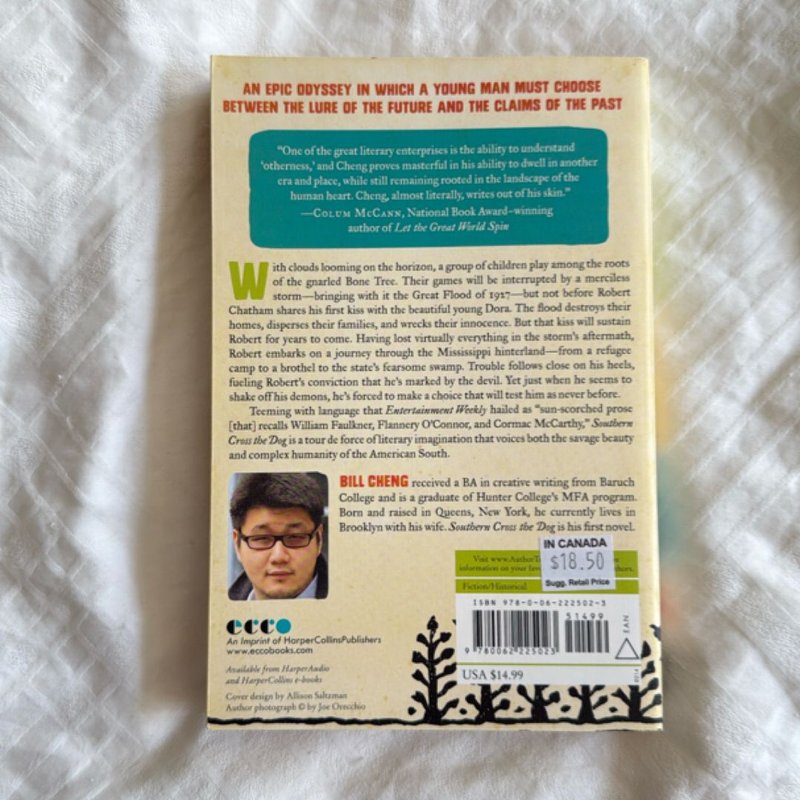 AN EPIC ODYSSEY IN WHICH A YOUNG MAN MUST CHOOSE
BETWEEN THE LURE OF THE FUTURE AND THE CLAIMS OF THE PAST
“One of the great literary enterprises is the ability to understand
‘otherness,’ and Cheng proves masterful in his ability to dwell in another
era and place, while still remaining rooted in the landscape of the
human heart. Cheng, almost literally, writes out of his skin.”
—COLUM MCCANN, National Book Award–winning
author of Let the Great World Spin
With clouds looming on the horizon, a group of children play among the roots
of the gnarled Bone Tree. Their games will be interrupted by a merciless
storm—bringing with it the Great Flood of 1927—but not before Robert
Chatham shares his first kiss with the beautiful young Dora. The flood destroys their
homes, disperses their families, and wrecks their innocence. But that kiss will sustain
Robert for years to come. Having lost virtually everything in the storm’s aftermath,
Robert embarks on a journey through the Mississippi hinterland—from a refugee
camp to a brothel to the state’s fearsome swamp. Trouble follows close on his heels,
fueling Robert’s conviction that he’s marked by the devil. Yet just when he seems to
shake off his demons, he’s forced to make a choice that will test him as never before.
Teeming with language that Entertainment Weekly hailed as “sun-scorched prose
[that] recalls William Faulkner, Flannery O’Connor, and Cormac McCarthy,” Southern
Cross the Dog is a tour de force of literary imagination that voices both the savage beauty
and complex humanity of the American South.
BILL CHENG received a BA in creative writing from Baruch
College and is a graduate of Hunter College’s MFA program.
Born and raised in Queens, New York, he currently lives in
Brooklyn with his wife. Southern Cross the Dog is his first novel.
IN CANADA
$18.50
Sugg. Retail Price
Visit www.AuthorT
information on your fav
Fiction/Historical
ISBN 978-0-06-222502-3
51499
9 780062 225023
EAN
USA $14.99
0214
ecco
An Imprint of HarperCollinsPublishers
www.eccobooks.com
Available from HarperAudio
and HarperCollins e-books
Cover design by Allison Saltzman
Author photograph © by Joe Orecchio